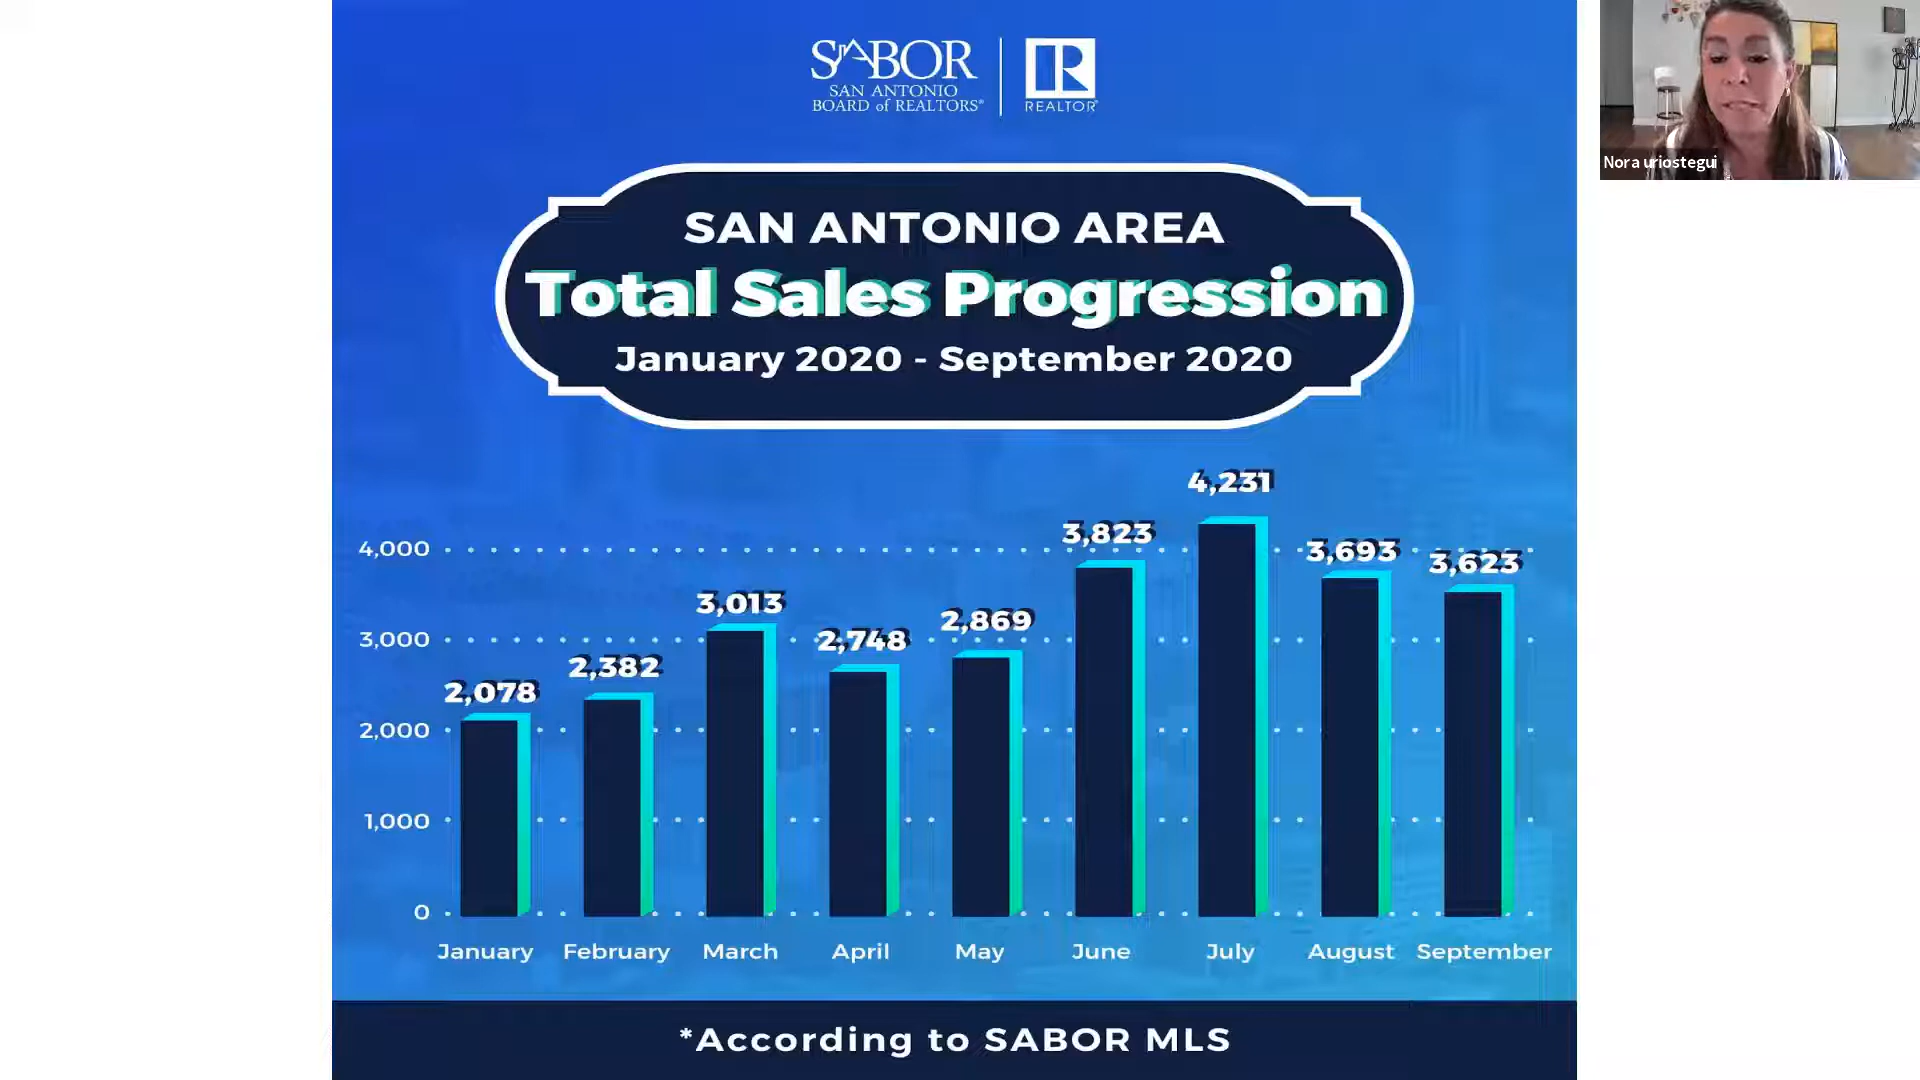 SABOR
SAN ANTONIO
BOARD of REALTORS®
REALTOR®
Nora uriostegui
SAN ANTONIO AREA
Total Sales Progression
January 2020 - September 2020
4,231
4,000
3,823
3,693
3,623
3,000
3,013
2,748
2,869
2,382
2,078
2,000
1,000
0
January February March April May June July August September
*According to SABOR MLS